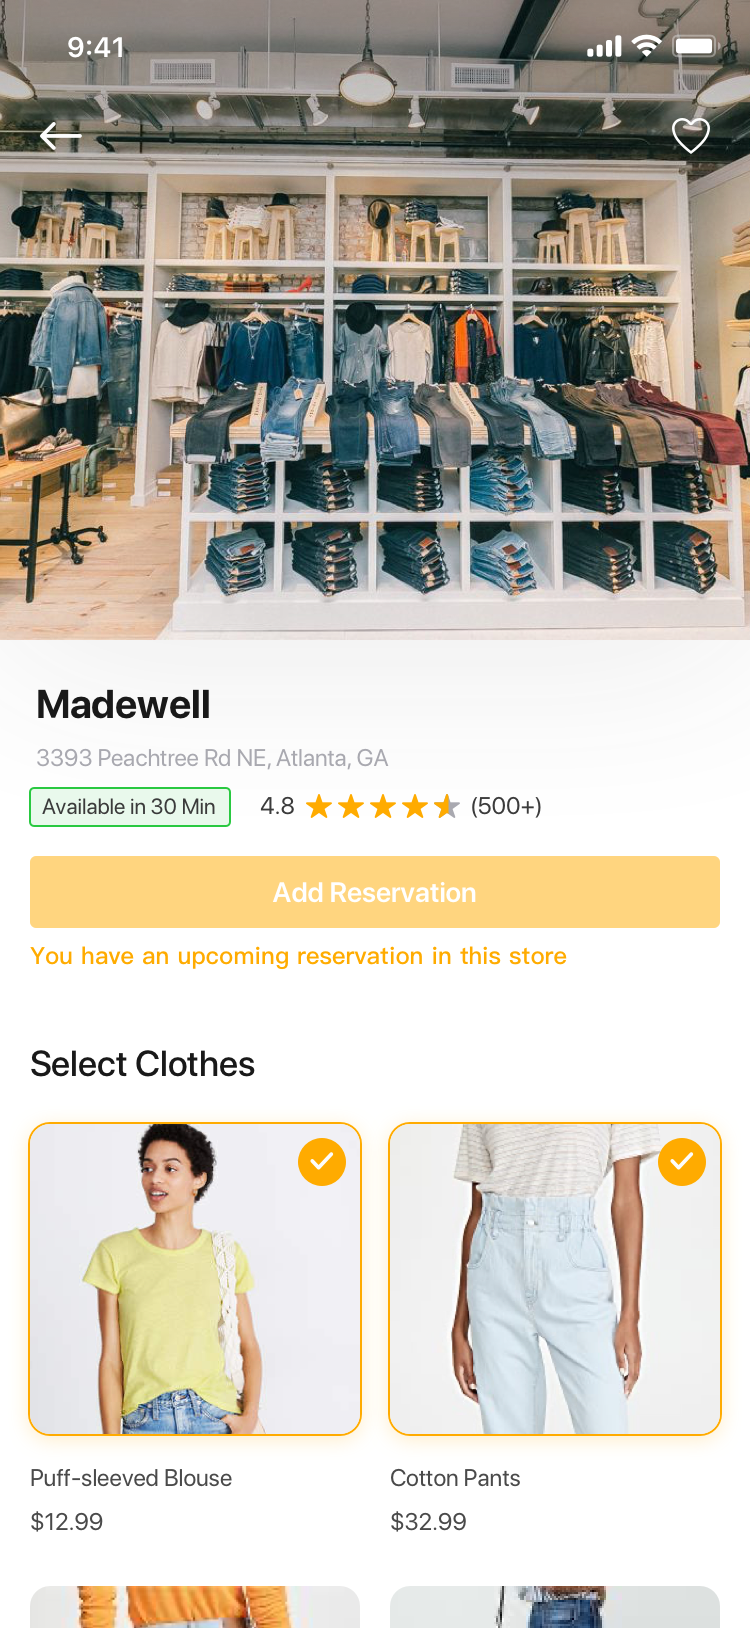 9:41
Madewell
3393 Peachtree Rd NE, Atlanta, GA
Available in 30 Min 4.8 (500+)
Add Reservation
You have an upcoming reservation in this store
Select Clothes
Puff-sleeved Blouse Cotton Pants
$12.99 $32.99